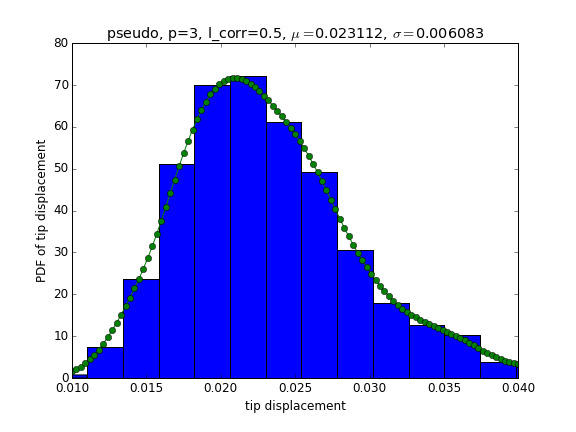 pseudo, p=3, l_corr=0.5, μ=0.023112, σ=0.006083
80
70
60
50
40
30
20
10
0
PDF of tip displacement
0.010 0.015 0.020 0.025 0.030 0.035 0.040
tip displacement